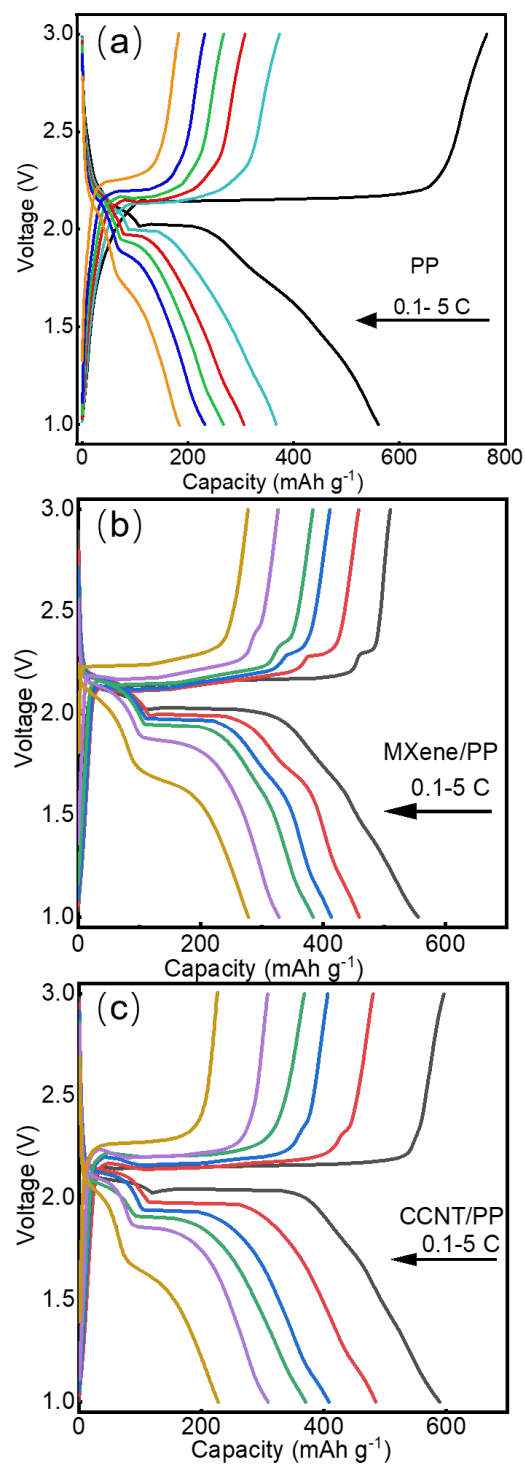 (a)
3.0
2.5
2.0
1.5
1.0
Voltage (V)
PP
0.1- 5 C
0 200 400 600 800
Capacity (mAh g⁻¹)
(b)
3.0
2.5
2.0
1.5
1.0
Voltage (V)
MXene/PP
0.1-5 C
0 200 400 600
Capacity (mAh g⁻¹)
(c)
3.0
2.5
2.0
1.5
1.0
Voltage (V)
CCNT/PP
0.1-5 C
0 200 400 600
Capacity (mAh g⁻¹)